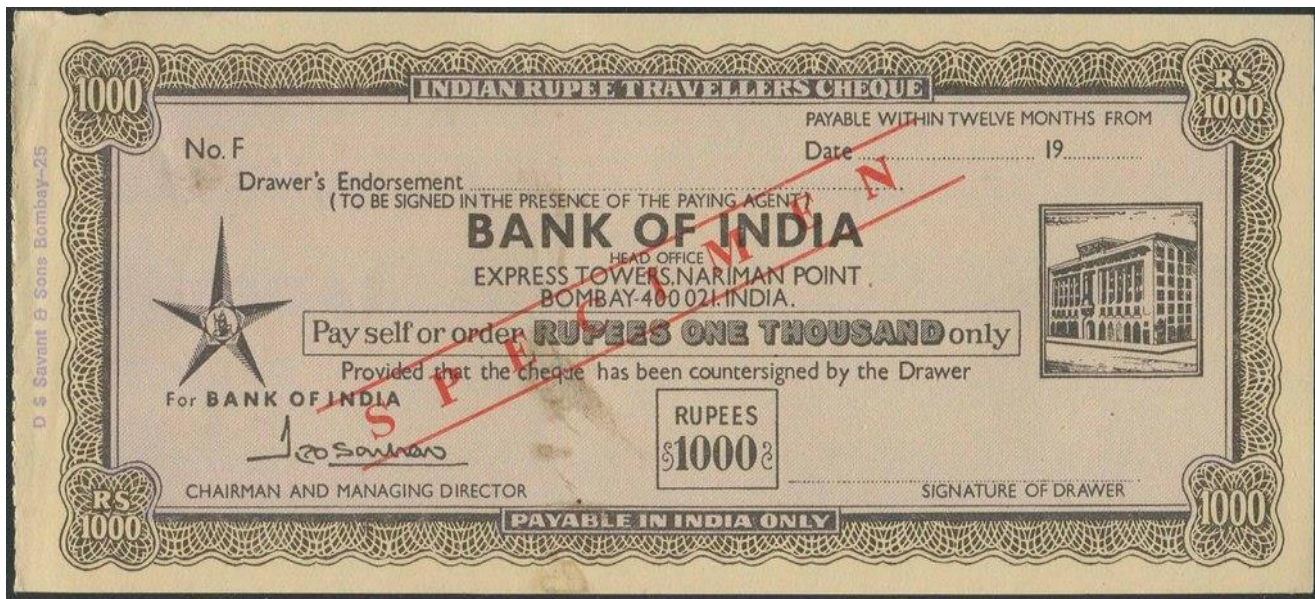 INDIAN RUPEE TRAVELLERS CHEQUE
1000
RS
1000
PAYABLE WITHIN TWELVE MONTHS FROM
No. F
Date 19
Drawer's Endorsement
(TO BE SIGNED IN THE PRESENCE OF THE PAYING AGENT)
BANK OF INDIA
HEAD OFFICE
EXPRESS TOWERS, NARIMAN POINT
BOMBAY-400 021. INDIA.
Pay self or order RUPEES ONE THOUSAND only
Provided that the cheque has been countersigned by the Drawer
For BANK OF INDIA
RUPEES
1000
CHAIRMAN AND MANAGING DIRECTOR
SIGNATURE OF DRAWER
RS
1000
PAYABLE IN INDIA ONLY
1000
SPECIMEN
D S Savant & Sons Bombay-25